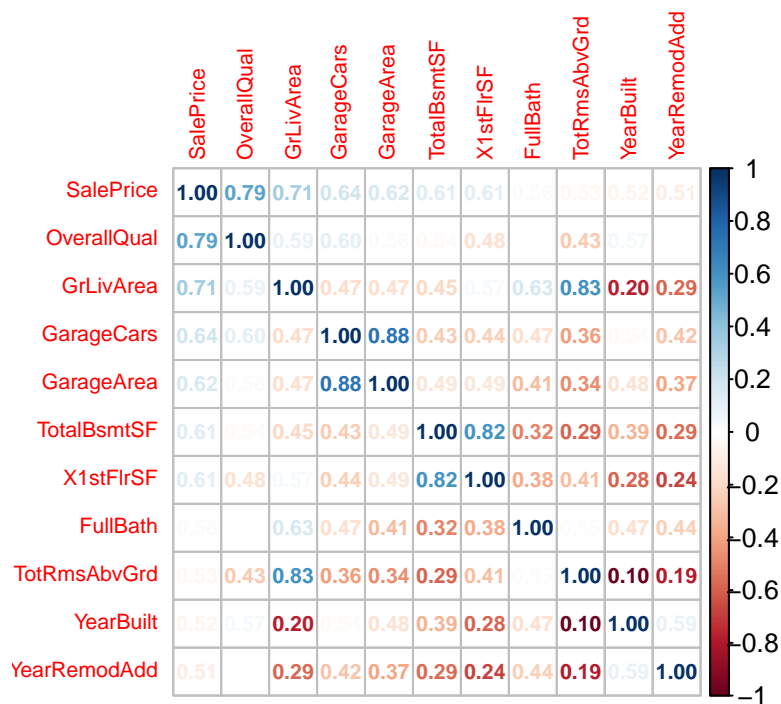 SalePrice OverallQual GrLivArea GarageCars GarageArea TotalBsmtSF X1stFlrSF FullBath TotRmsAbvGrd YearBuilt YearRemodAdd
SalePrice 1.00 0.79 0.71 0.64 0.62 0.61 0.61 0.56 0.53 0.52 0.51
OverallQual 0.79 1.00 0.59 0.60 0.56 0.54 0.48 0.43 0.57
GrLivArea 0.71 0.59 1.00 0.47 0.47 0.45 0.57 0.63 0.83 0.20 0.29
GarageCars 0.64 0.60 0.47 1.00 0.88 0.43 0.44 0.47 0.36 0.54 0.42
GarageArea 0.62 0.56 0.47 0.88 1.00 0.49 0.49 0.41 0.34 0.48 0.37
TotalBsmtSF 0.61 0.54 0.45 0.43 0.49 1.00 0.82 0.32 0.29 0.39 0.29
X1stFlrSF 0.61 0.48 0.57 0.44 0.49 0.82 1.00 0.38 0.41 0.28 0.24
FullBath 0.56 0.63 0.47 0.41 0.32 0.38 1.00 0.55 0.47 0.44
TotRmsAbvGrd 0.53 0.43 0.83 0.36 0.34 0.29 0.41 0.55 1.00 0.10 0.19
YearBuilt 0.52 0.57 0.20 0.54 0.48 0.39 0.28 0.47 0.10 1.00 0.59
YearRemodAdd 0.51 0.29 0.42 0.37 0.29 0.24 0.44 0.19 0.59 1.00
1
0.8
0.6
0.4
0.2
0
−0.2
−0.4
−0.6
−0.8
−1